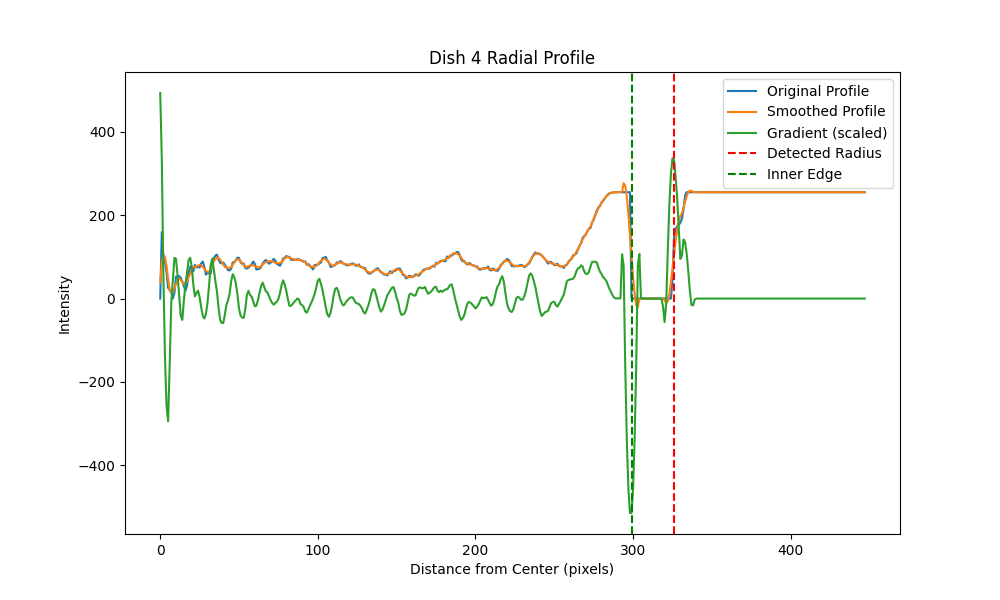 Dish 4 Radial Profile
Original Profile
Smoothed Profile
Gradient (scaled)
Detected Radius
Inner Edge
Intensity
400
200
0
−200
−400
0
100
200
300
400
Distance from Center (pixels)